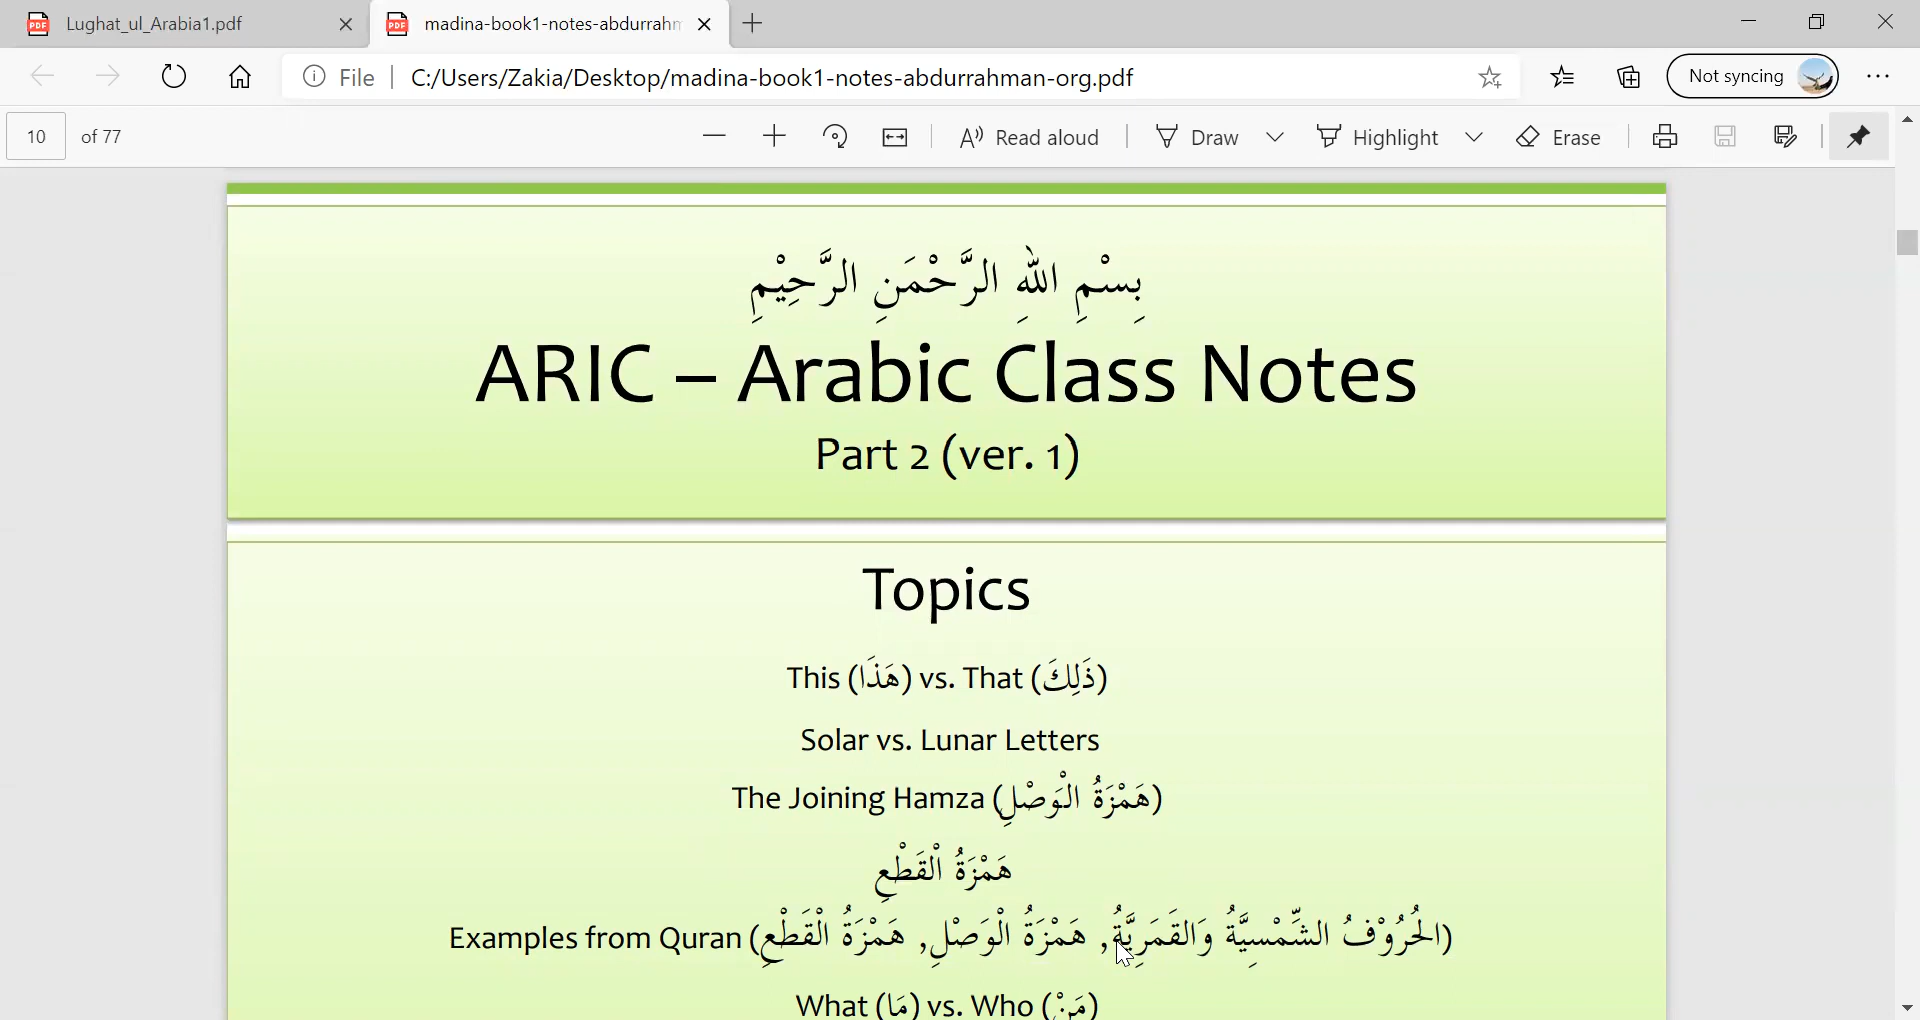 Lughat_ul_Arabia1.pdf
madina-book1-notes-abdurrahm
File
C:/Users/Zakia/Desktop/madina-book1-notes-abdurrahman-org.pdf
Not syncing
10 of 77
Read aloud
Draw
Highlight
Erase
بِسْمِ اللهِ الرَّحْمَنِ الرَّحِيْمِ
ARIC – Arabic Class Notes
Part 2 (ver. 1)
Topics
This (هَذَا) vs. That (ذَلِكَ)
Solar vs. Lunar Letters
The Joining Hamza (هَمْزَةُ الْوَصْلِ)
هَمْزَةُ الْقَطْعِ
Examples from Quran (الحُرُوْفُ الشَّمْسِيَّةُ وَالقَمَرِيَّةُ, هَمْزَةُ الْوَصْلِ, هَمْزَةُ الْقَطْعِ)
What (مَا) vs. Who (مَنْ)